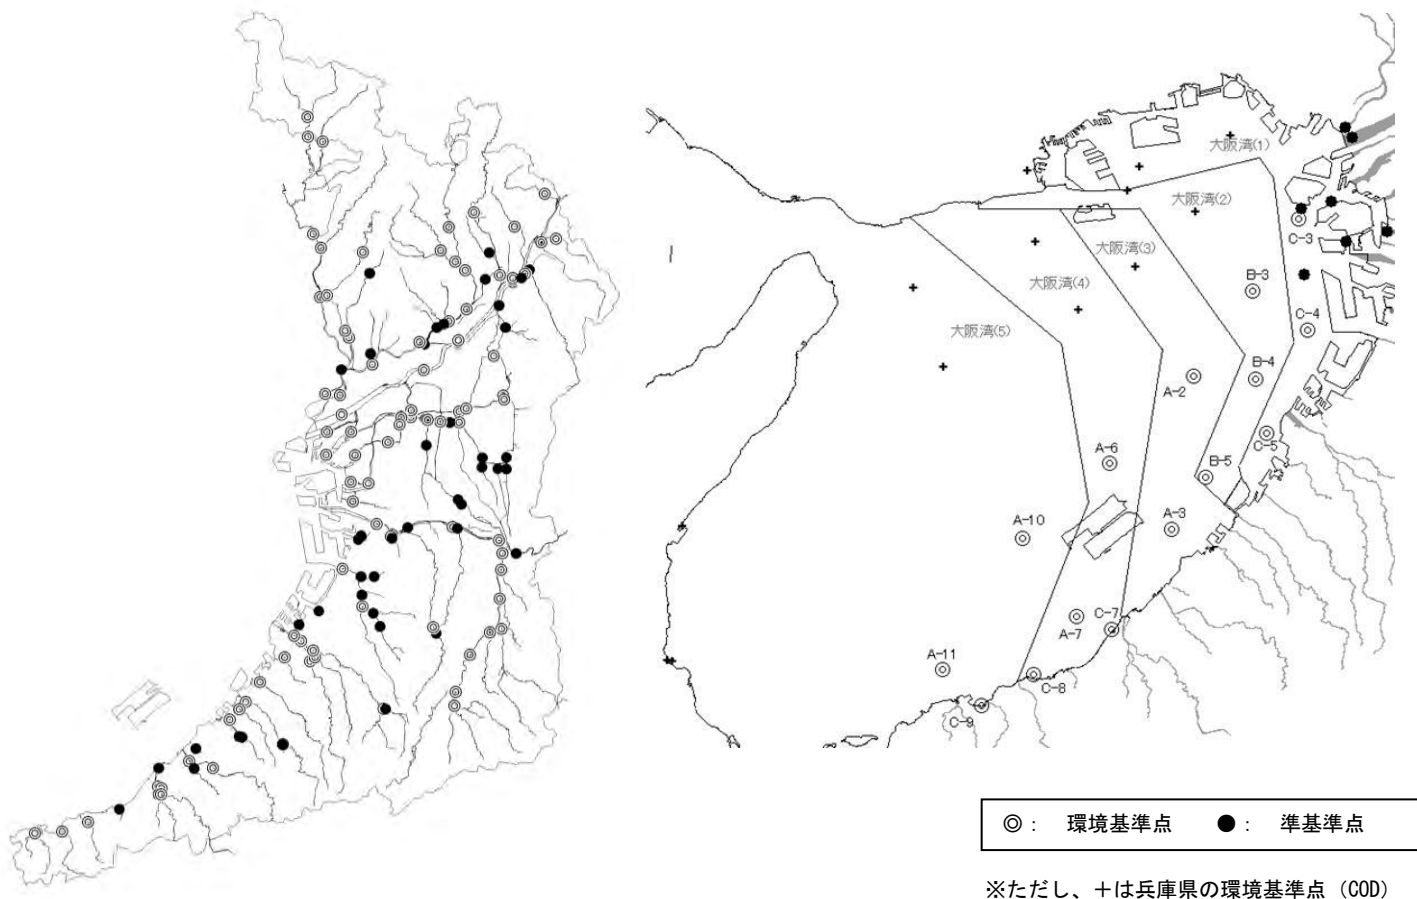 大阪湾(1)
大阪湾(2)
C-3
大阪湾(3)
B-3
大阪湾(4)
C-4
大阪湾(5)
B-4
A-2
C-5
A-6
B-5
A-10
A-3
C-7
A-7
A-11
C-8
C-9
◎： 環境基準点 ●： 準基準点
※ただし、＋は兵庫県の環境基準点（COD）